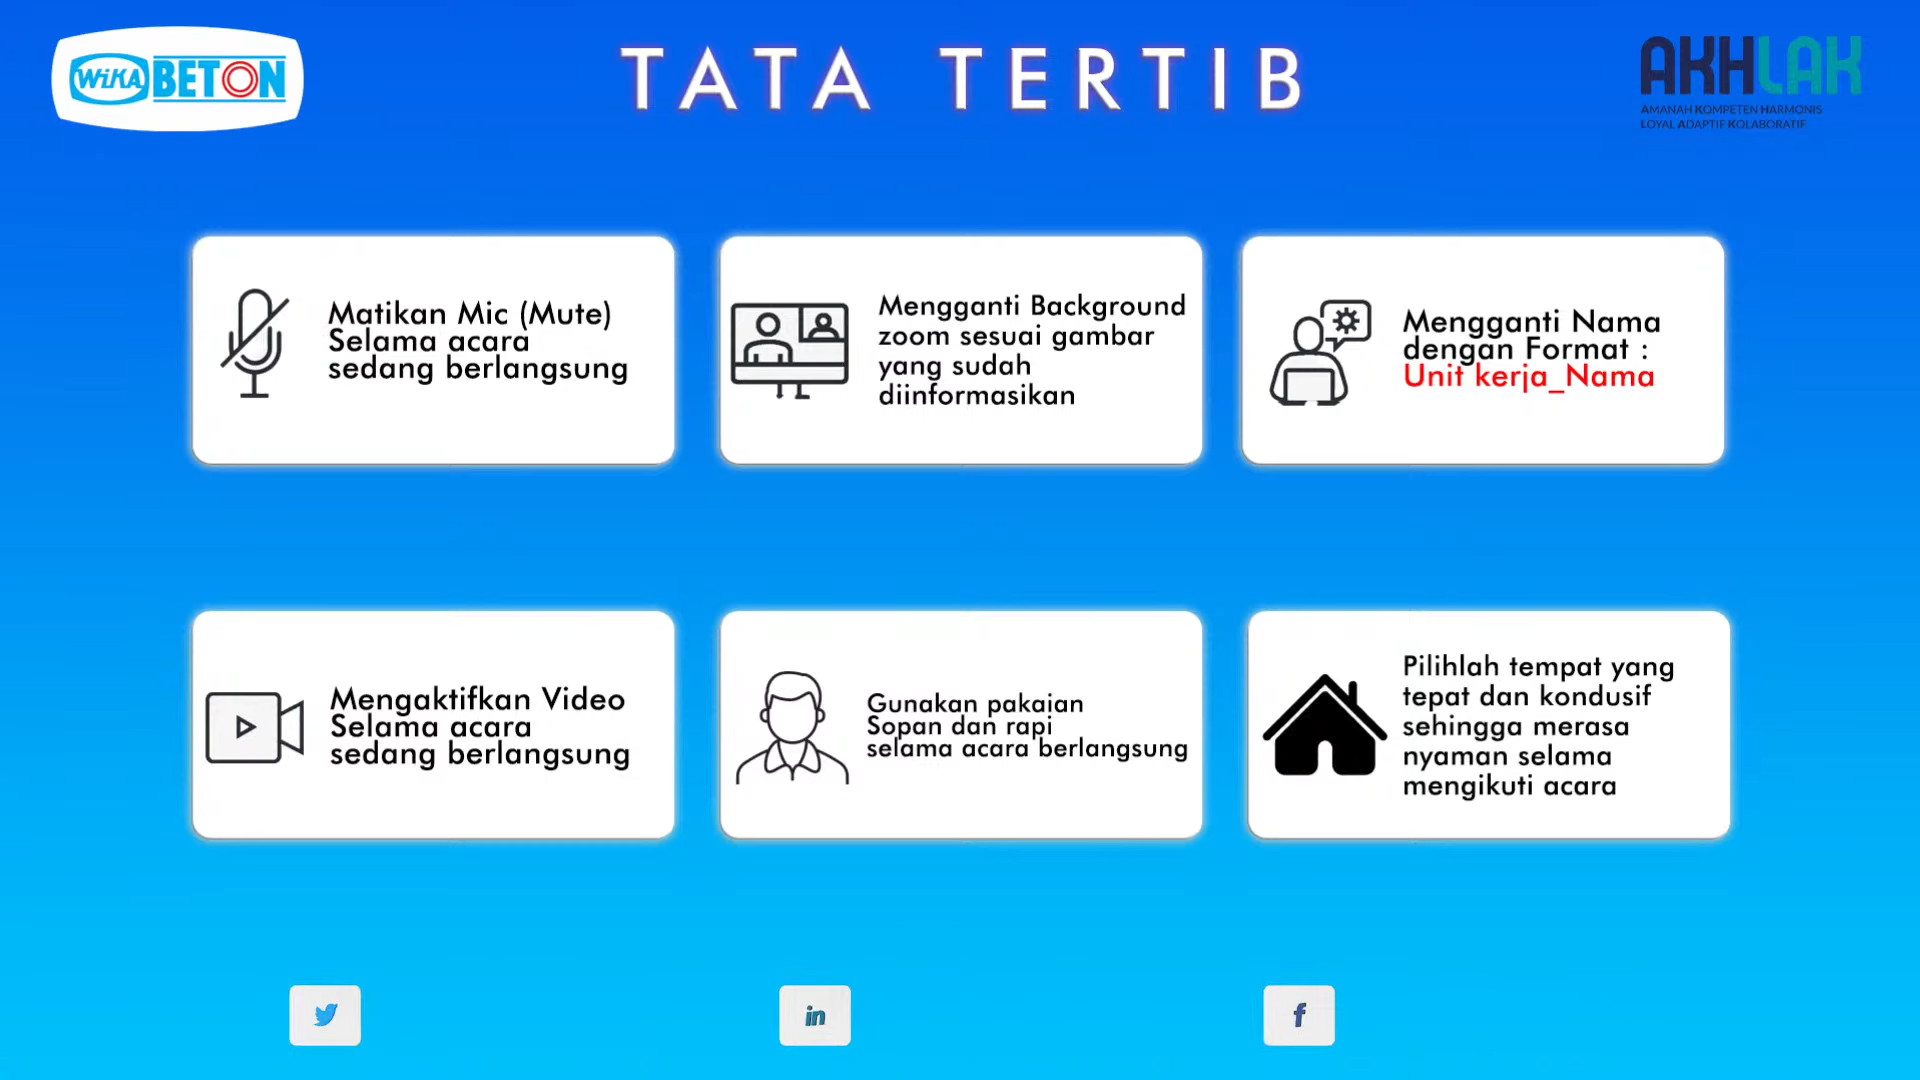 WIKA BETON
TATA TERTIB
AKHLAK
AMANAH KOMPETEN HARMONIS
LOYAL ADAPTIF KOLABORATIF
Matikan Mic (Mute)
Selama acara
sedang berlangsung
Mengganti Background
zoom sesuai gambar
yang sudah
diinformasikan
Mengganti Nama
dengan Format :
Unit kerja_Nama
Mengaktifkan Video
Selama acara
sedang berlangsung
Gunakan pakaian
Sopan dan rapi
selama acara berlangsung
Pilihlah tempat yang
tepat dan kondusif
sehingga merasa
nyaman selama
mengikuti acara
in
f